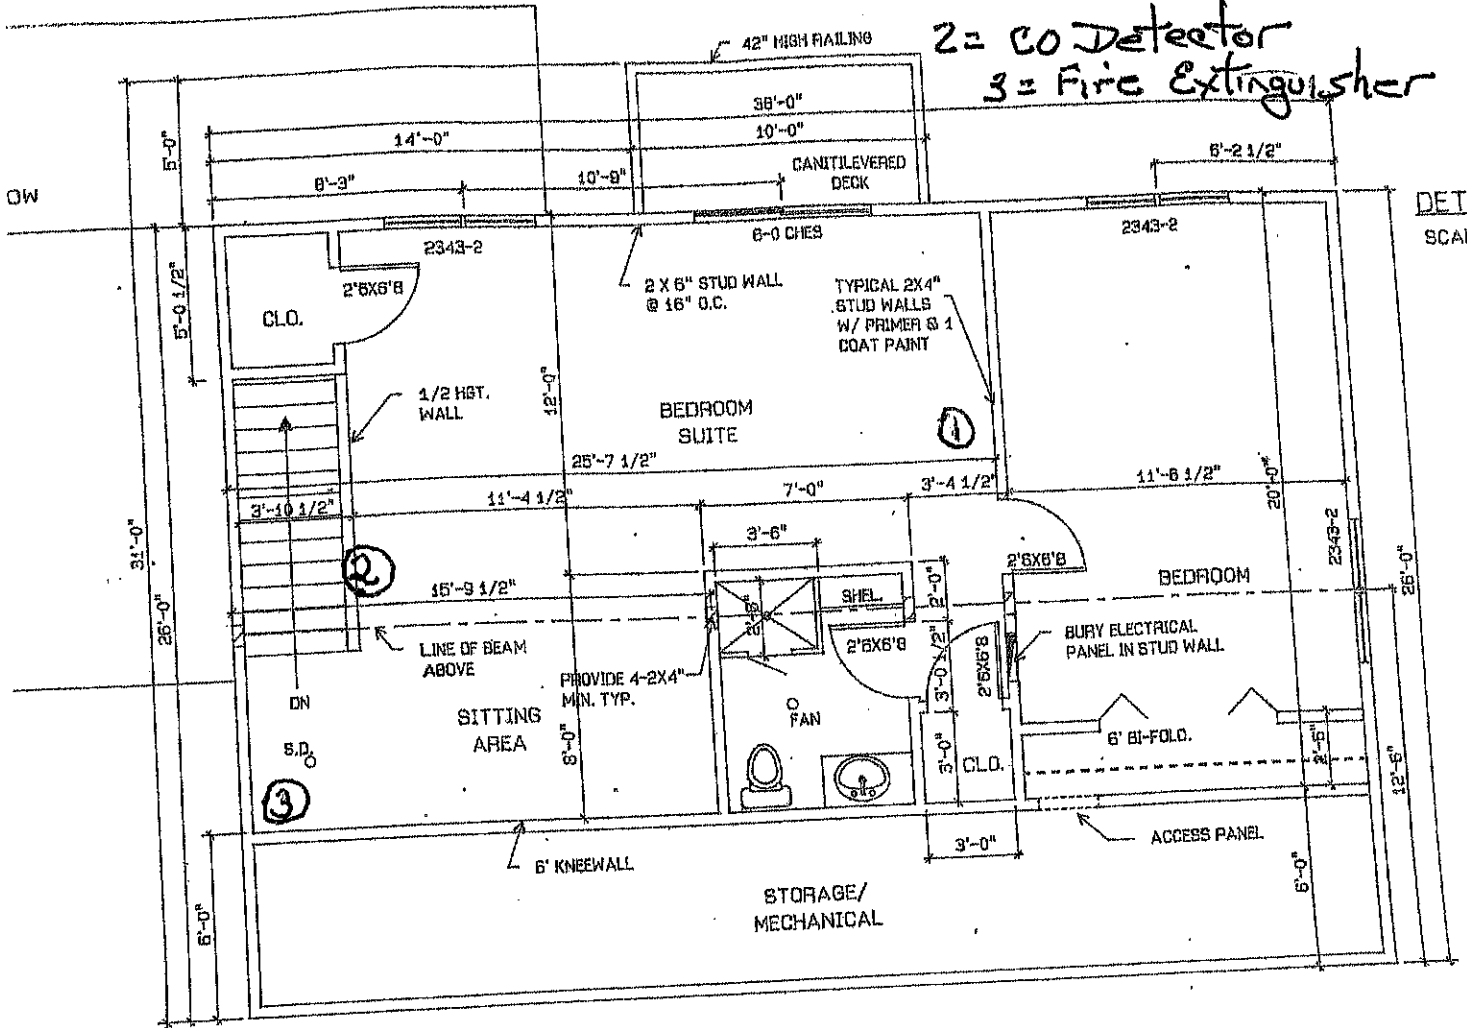 2= CO Detector
3= Fire Extinguisher
42" HIGH RAILING
38'-0"
14'-0"
10'-0"
6'-2 1/2"
5'-0"
8'-3"
10'-9"
CANITILEVERED
DECK
OW
DET
SCAL
2343-2
6-0 CHES
2343-2
5'-0 1/2"
CLO.
2'6X6'8
2 X 6" STUD WALL
@ 16" O.C.
TYPICAL 2X4"
STUD WALLS
W/ PRIMER & 1
COAT PAINT
1/2 HGT.
WALL
12'-0"
BEDROOM
SUITE
1
25'-7 1/2"
3'-10 1/2"
11'-4 1/2"
7'-0"
3'-4 1/2"
11'-6 1/2"
20'-0"
2343-2
31'-0"
26'-0"
26'-0"
2
3'-6"
2'6X6'8
BEDROOM
15'-9 1/2"
SHEL.
2'-0"
LINE OF BEAM
ABOVE
2'6X6'8
3'-0 1/2"
2'6X6'8
BURY ELECTRICAL
PANEL IN STUD WALL
PROVIDE 4-2X4"
MIN. TYP.
DN
SITTING
AREA
FAN
S.D.
8'-0"
3'-0"
CLO.
6' BI-FOLD.
2'-6"
12'-6"
3
6' KNEEWALL
3'-0"
ACCESS PANEL
6'-0"
6'-0"
STORAGE/
MECHANICAL